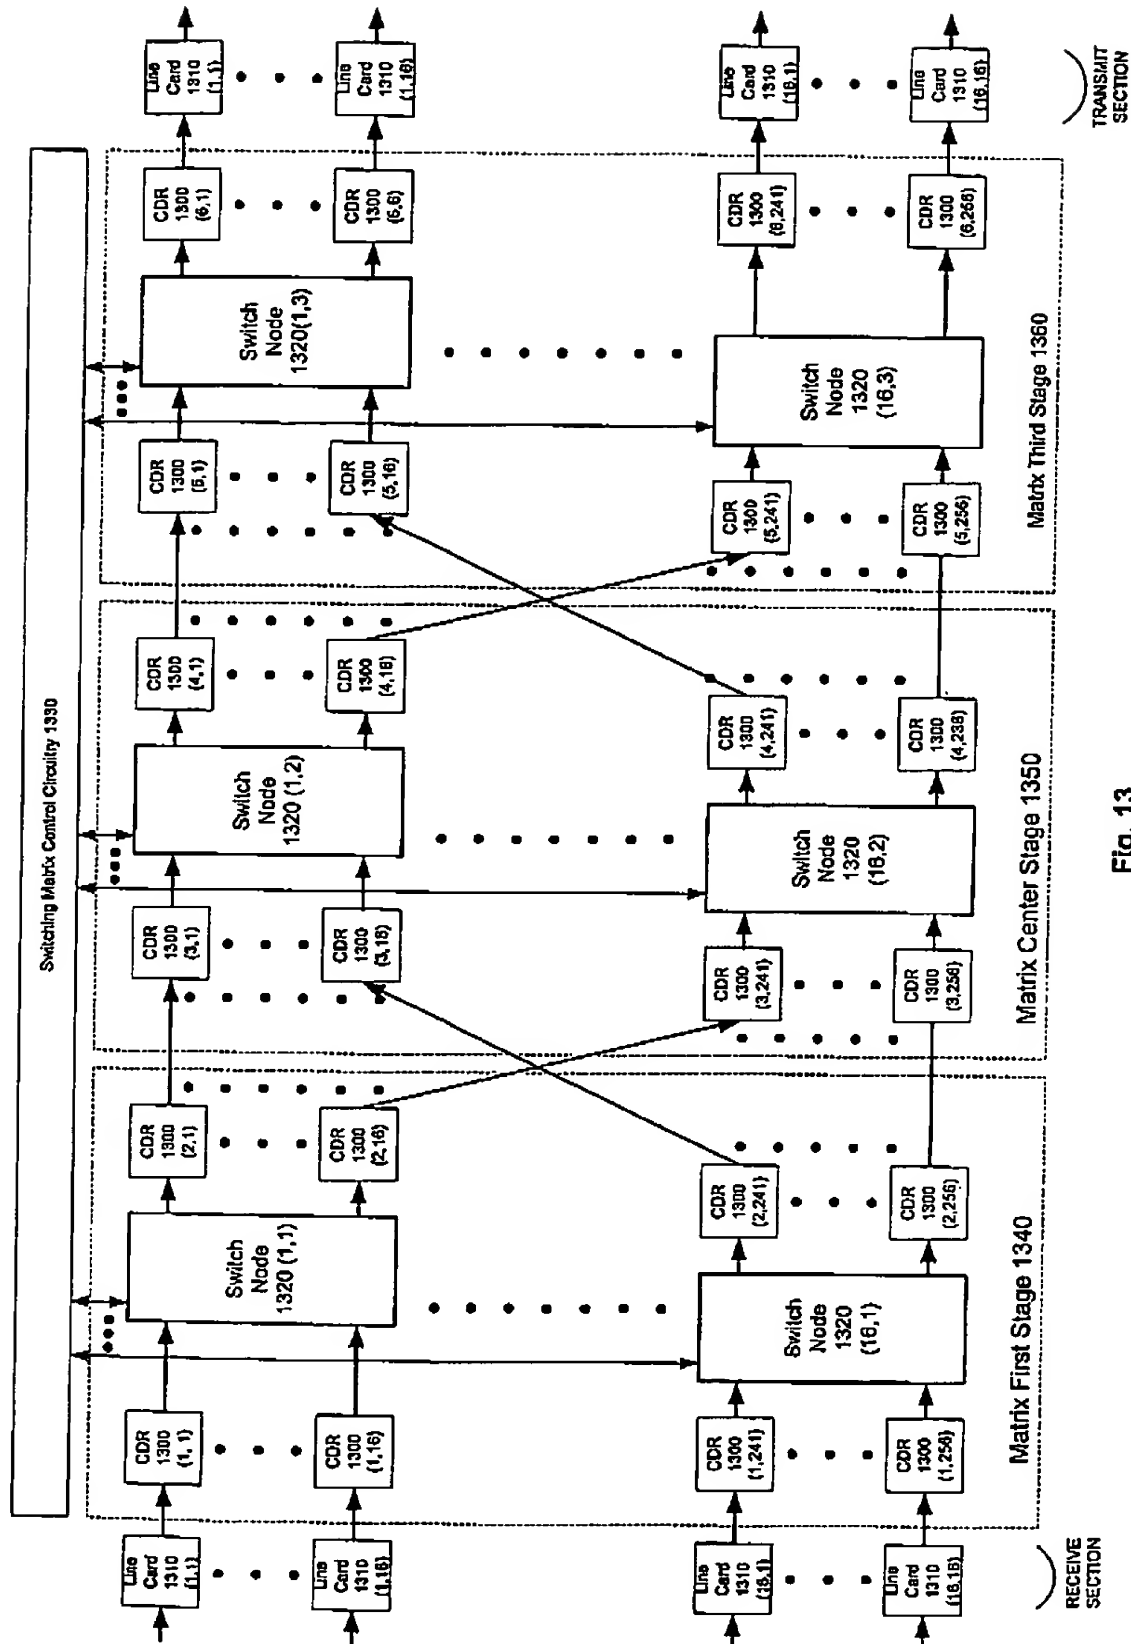 Switching Matrix Control Circuitry 1330
Line
Card
1310
(1,1)
CDR
1300
(1, 1)
Switch
Node
1320 (1,1)
CDR
1300
(2,1)
CDR
1300
(3,1)
Switch
Node
1320 (1,2)
CDR
1300
(4,1)
CDR
1300
(5,1)
Switch
Node
1320(1,3)
CDR
1300
(6,1)
Line
Card
1310
(1,1)
Line
Card
1310
(1,16)
CDR
1300
(1,16)
CDR
1300
(2,16)
CDR
1300
(3,16)
CDR
1300
(4,16)
CDR
1300
(5,16)
CDR
1300
Line
Card
1310
(1,16)
Line
Card
1310
(16,1)
CDR
1300
(1,241)
Switch
Node
1320
(16,1)
CDR
1300
(2,241)
CDR
1300
(3,241)
Switch
Node
1320
(16,2)
CDR
1300
(4,241)
CDR
1300
(5,241)
Switch
Node
1320
(16,3)
CDR
1300
(6,241)
Line
Card
1310
(16,1)
Line
Card
1310
(16,16)
CDR
1300
(1,256)
CDR
1300
(2,256)
CDR
1300
(3,256)
CDR
1300
CDR
1300
(5,256)
CDR
1300
(6,256)
Line
Card
1310
(16,16)
Matrix First Stage 1340
Matrix Center Stage 1350
Matrix Third Stage 1360
RECEIVE
SECTION
TRANSMIT
SECTION
Fig. 13